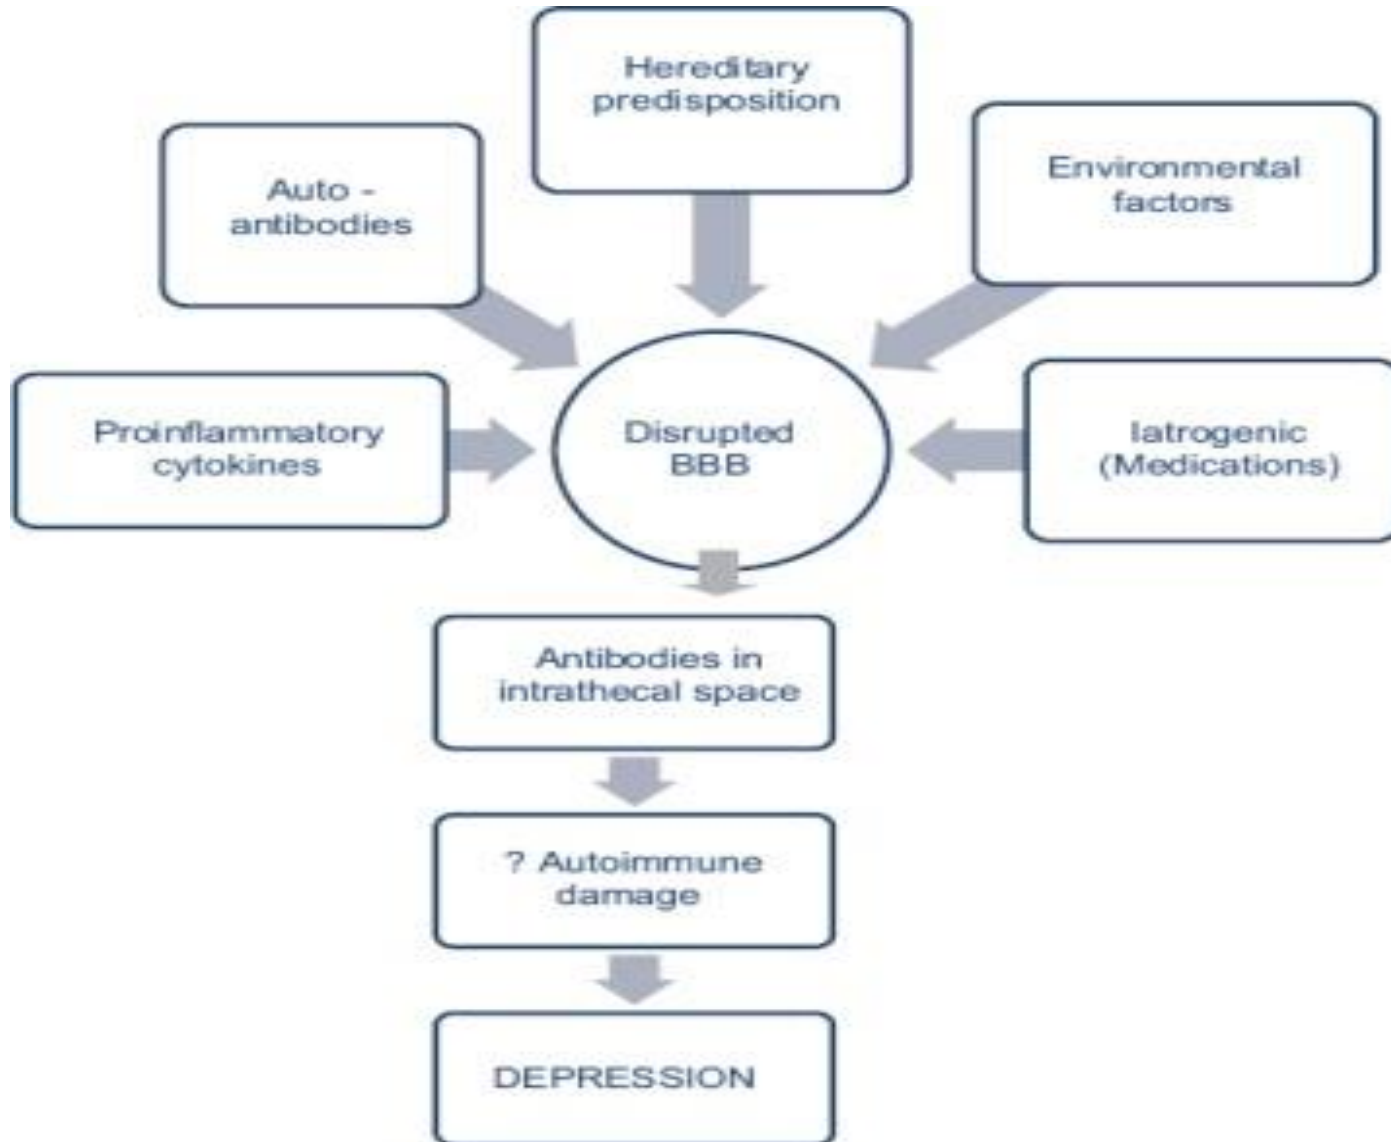 Hereditary
predisposition
Auto -
antibodies
Environmental
factors
Proinflammatory
cytokines
Disrupted
BBB
Iatrogenic
(Medications)
Antibodies in
intrathecal space
? Autoimmune
damage
DEPRESSION